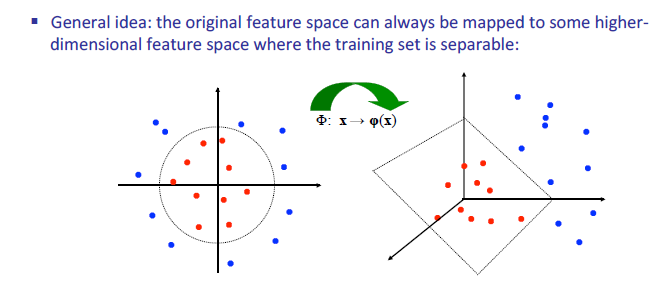 ▪ General idea: the original feature space can always be mapped to some higher-
dimensional feature space where the training set is separable:
Φ: x → φ(x)